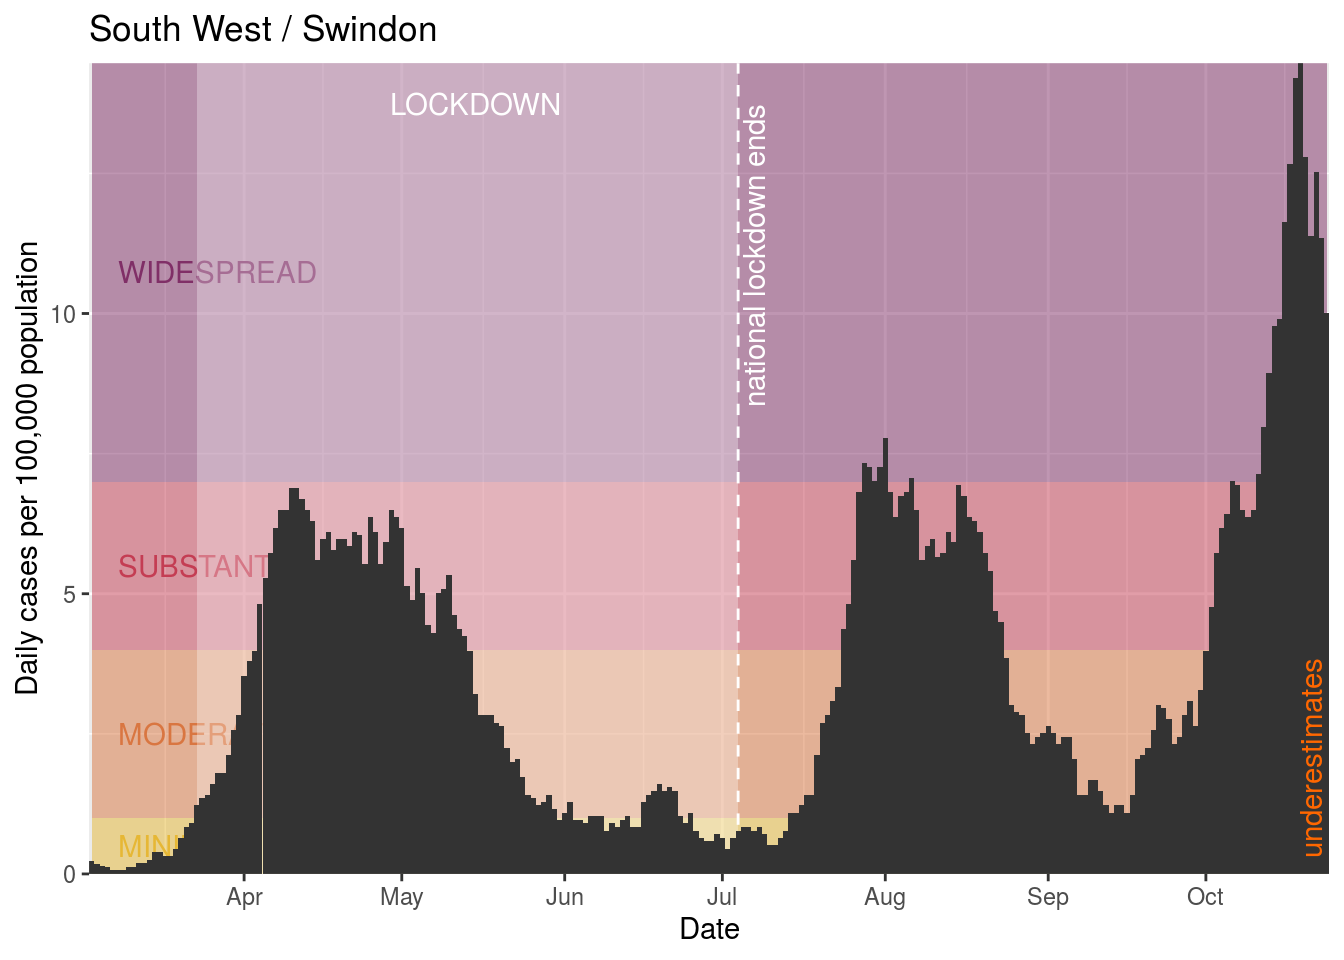 South West / Swindon
Daily cases per 100,000 population
LOCKDOWN
national lockdown ends
WIDESPREAD
10
SUBSTANT
5
MODER
MINI
underestimates
0
Apr May Jun Jul Aug Sep Oct
Date